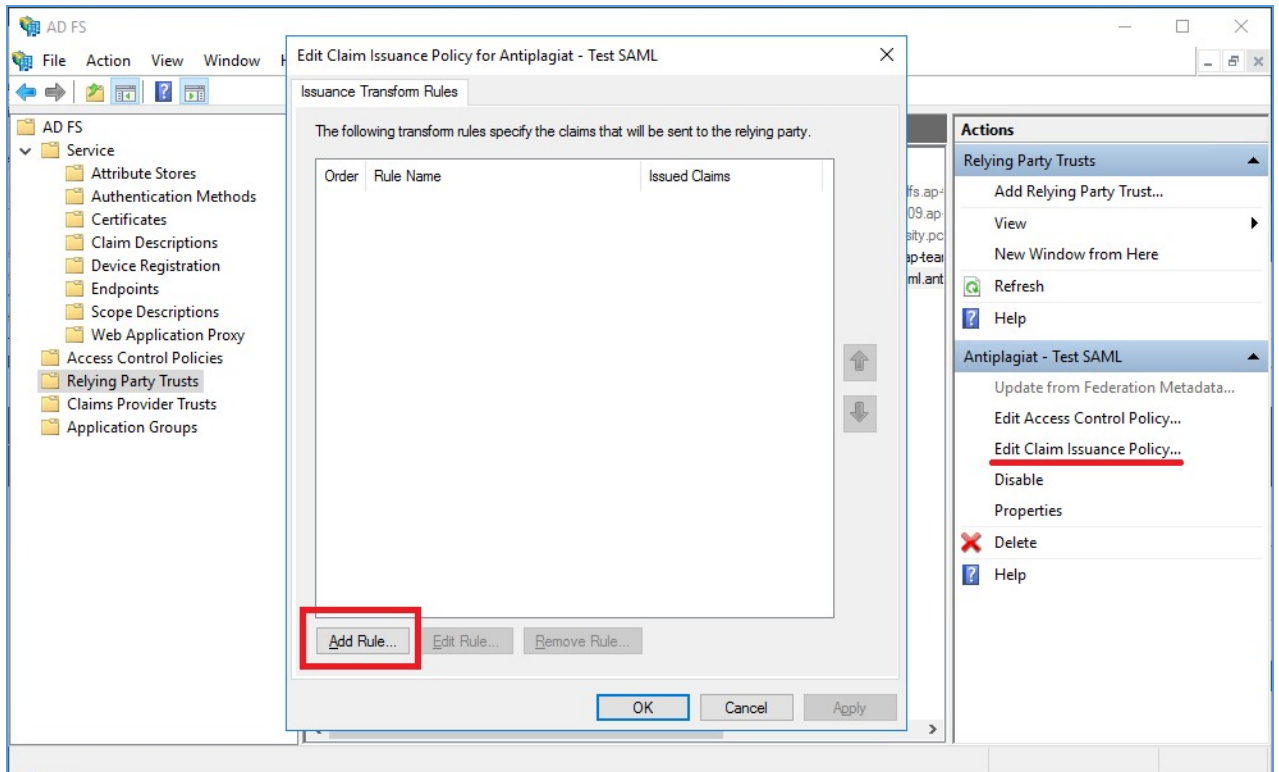 AD FS
File Action View Window H
Edit Claim Issuance Policy for Antiplagiat - Test SAML
Issuance Transform Rules
The following transform rules specify the claims that will be sent to the relying party.
Order Rule Name Issued Claims
Add Rule... Edit Rule... Remove Rule...
OK Cancel Apply
AD FS
Service
Attribute Stores
Authentication Methods
Certificates
Claim Descriptions
Device Registration
Endpoints
Scope Descriptions
Web Application Proxy
Access Control Policies
Relying Party Trusts
Claims Provider Trusts
Application Groups
Actions
Relying Party Trusts
Add Relying Party Trust...
View
New Window from Here
Refresh
Help
Antiplagiat - Test SAML
Update from Federation Metadata...
Edit Access Control Policy...
Edit Claim Issuance Policy...
Disable
Properties
Delete
Help